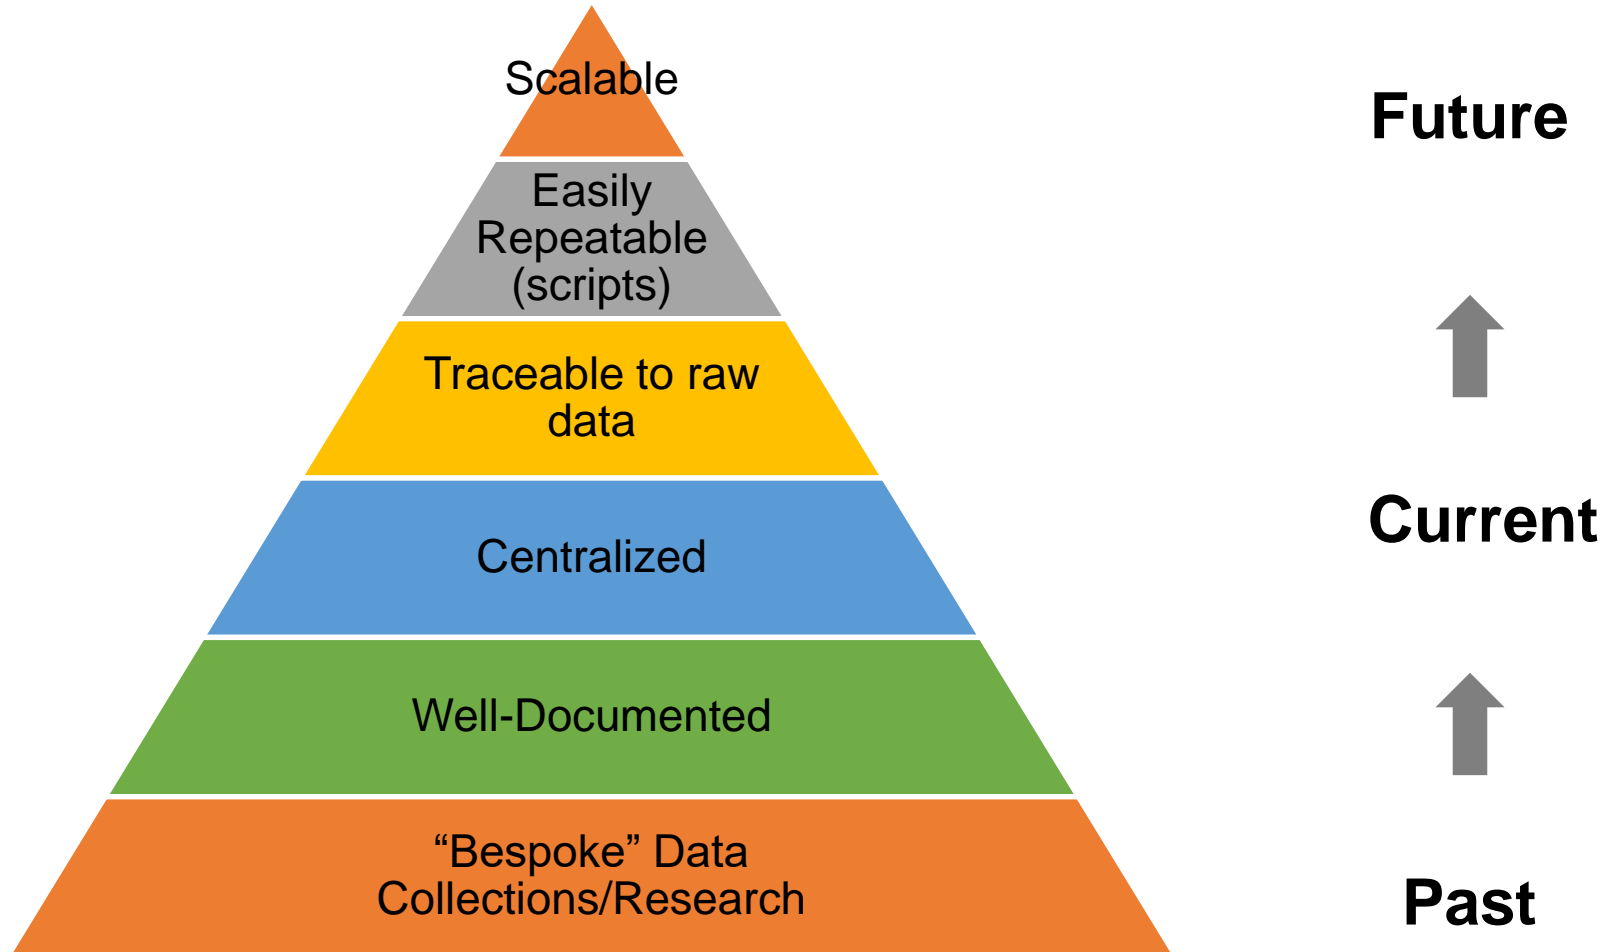 Scalable
Future
Easily
Repeatable
(scripts)
Traceable to raw
data
Current
Centralized
Well-Documented
“Bespoke” Data
Collections/Research
Past